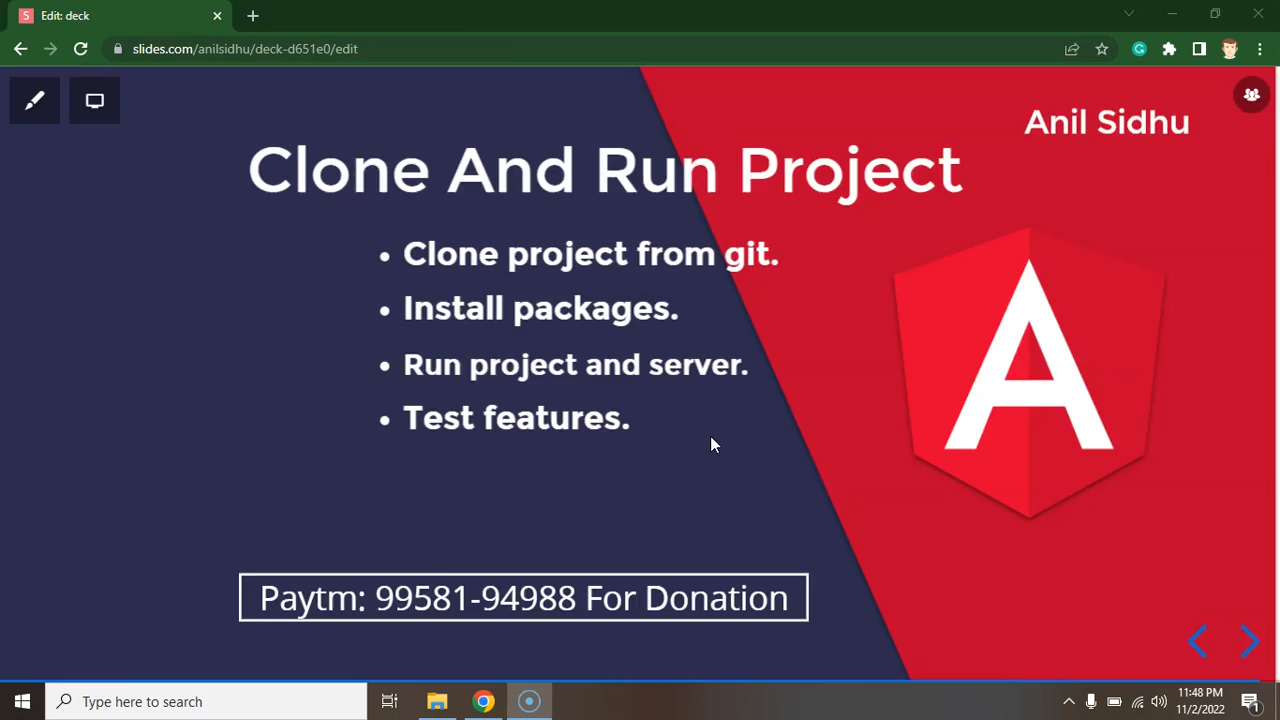 Edit: deck
slides.com/anilsidhu/deck-d651e0/edit
Anil Sidhu
Clone And Run Project
• Clone project from git.
• Install packages.
• Run project and server.
• Test features.
Paytm: 99581-94988 For Donation
Type here to search
11:48 PM
11/2/2022